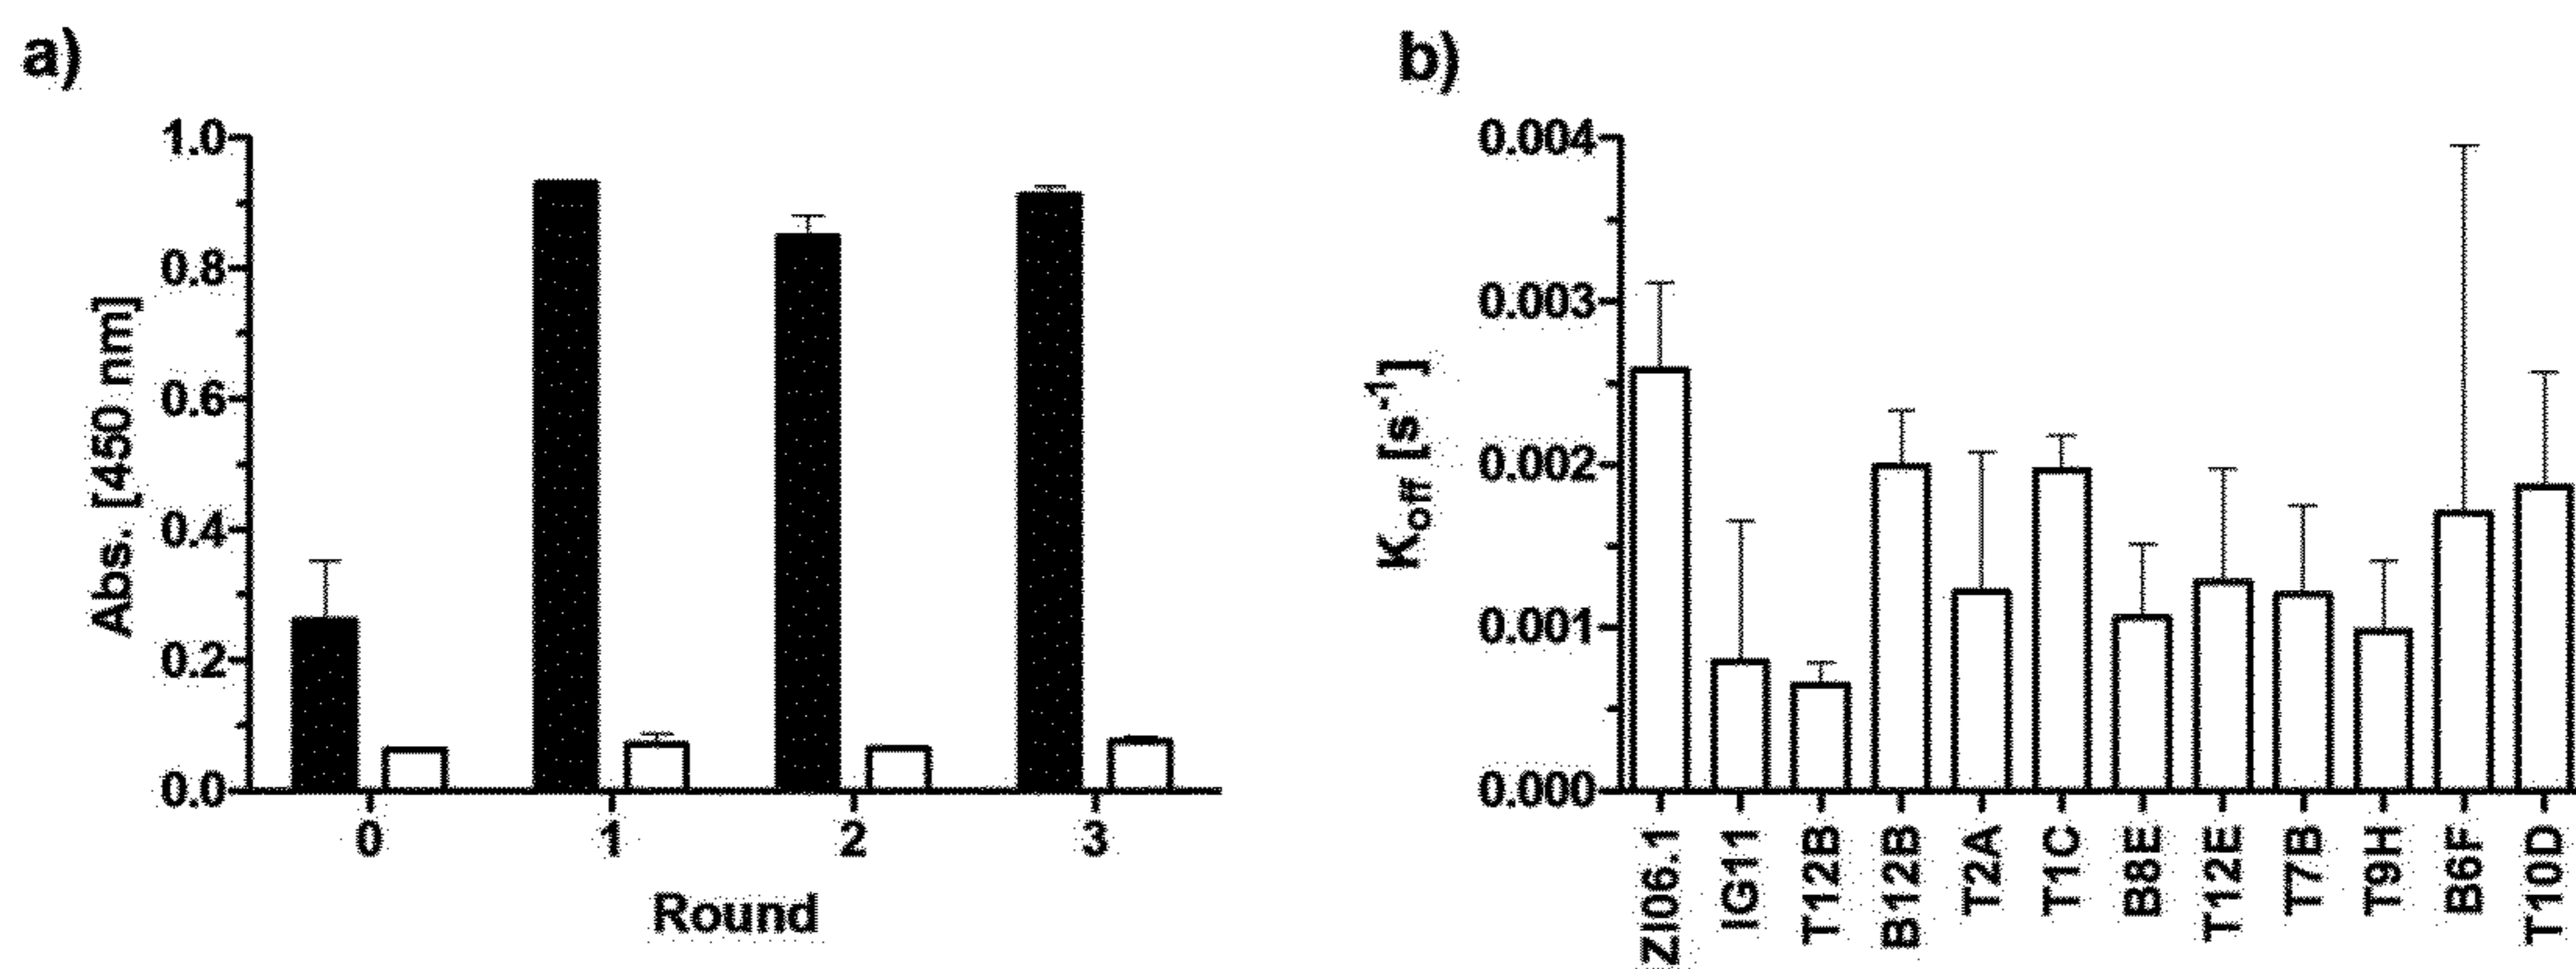 a)
1.0
0.8
0.6
0.4
0.2
0.0
Abs. [450 nm]
0 1 2 3
Round
b)
0.004
0.003
0.002
0.001
0.000
Koff [s-1]
ZI06.1
IG11
T12B
B12B
T2A
T1C
B8E
T12E
T7B
T9H
B6F
T10D